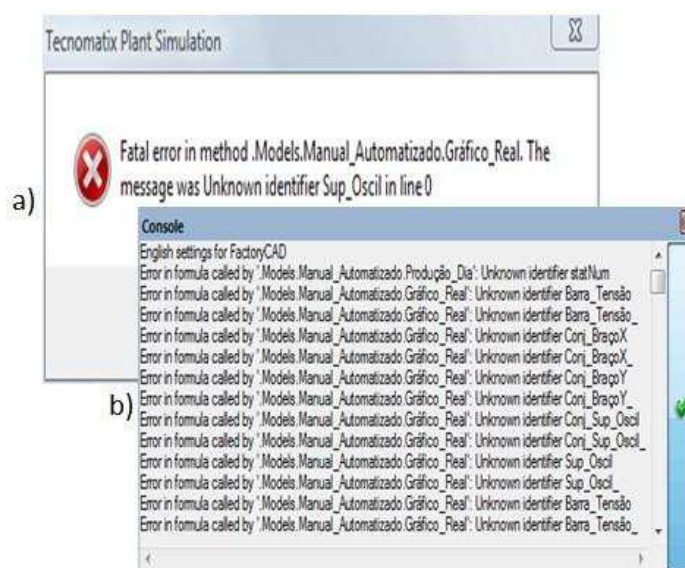 Tecnomatix Plant Simulation
Fatal error in method .Models.Manual_Automatizado.Gráfico_Real. The
message was Unknown identifier Sup_Oscil in line 0
a)
Console
English settings for FactoryCAD
Error in formula called by '.Models.Manual_Automatizado.Produção_Dia': Unknown identifier statNum
Error in formula called by '.Models.Manual_Automatizado.Gráfico_Real': Unknown identifier Barra_Tensão
Error in formula called by '.Models.Manual_Automatizado.Gráfico_Real': Unknown identifier Barra_Tensão_
Error in formula called by '.Models.Manual_Automatizado.Gráfico_Real': Unknown identifier Conj_BraçoX
Error in formula called by '.Models.Manual_Automatizado.Gráfico_Real': Unknown identifier Conj_BraçoX_
Error in formula called by '.Models.Manual_Automatizado.Gráfico_Real': Unknown identifier Conj_BraçoY
Error in formula called by '.Models.Manual_Automatizado.Gráfico_Real': Unknown identifier Conj_BraçoY_
b)
Error in formula called by '.Models.Manual_Automatizado.Gráfico_Real': Unknown identifier Conj_Sup_Oscil
Error in formula called by '.Models.Manual_Automatizado.Gráfico_Real': Unknown identifier Conj_Sup_Oscil_
Error in formula called by '.Models.Manual_Automatizado.Gráfico_Real': Unknown identifier Sup_Oscil
Error in formula called by '.Models.Manual_Automatizado.Gráfico_Real': Unknown identifier Sup_Oscil_
Error in formula called by '.Models.Manual_Automatizado.Gráfico_Real': Unknown identifier Barra_Tensão
Error in formula called by '.Models.Manual_Automatizado.Gráfico_Real': Unknown identifier Barra_Tensão_